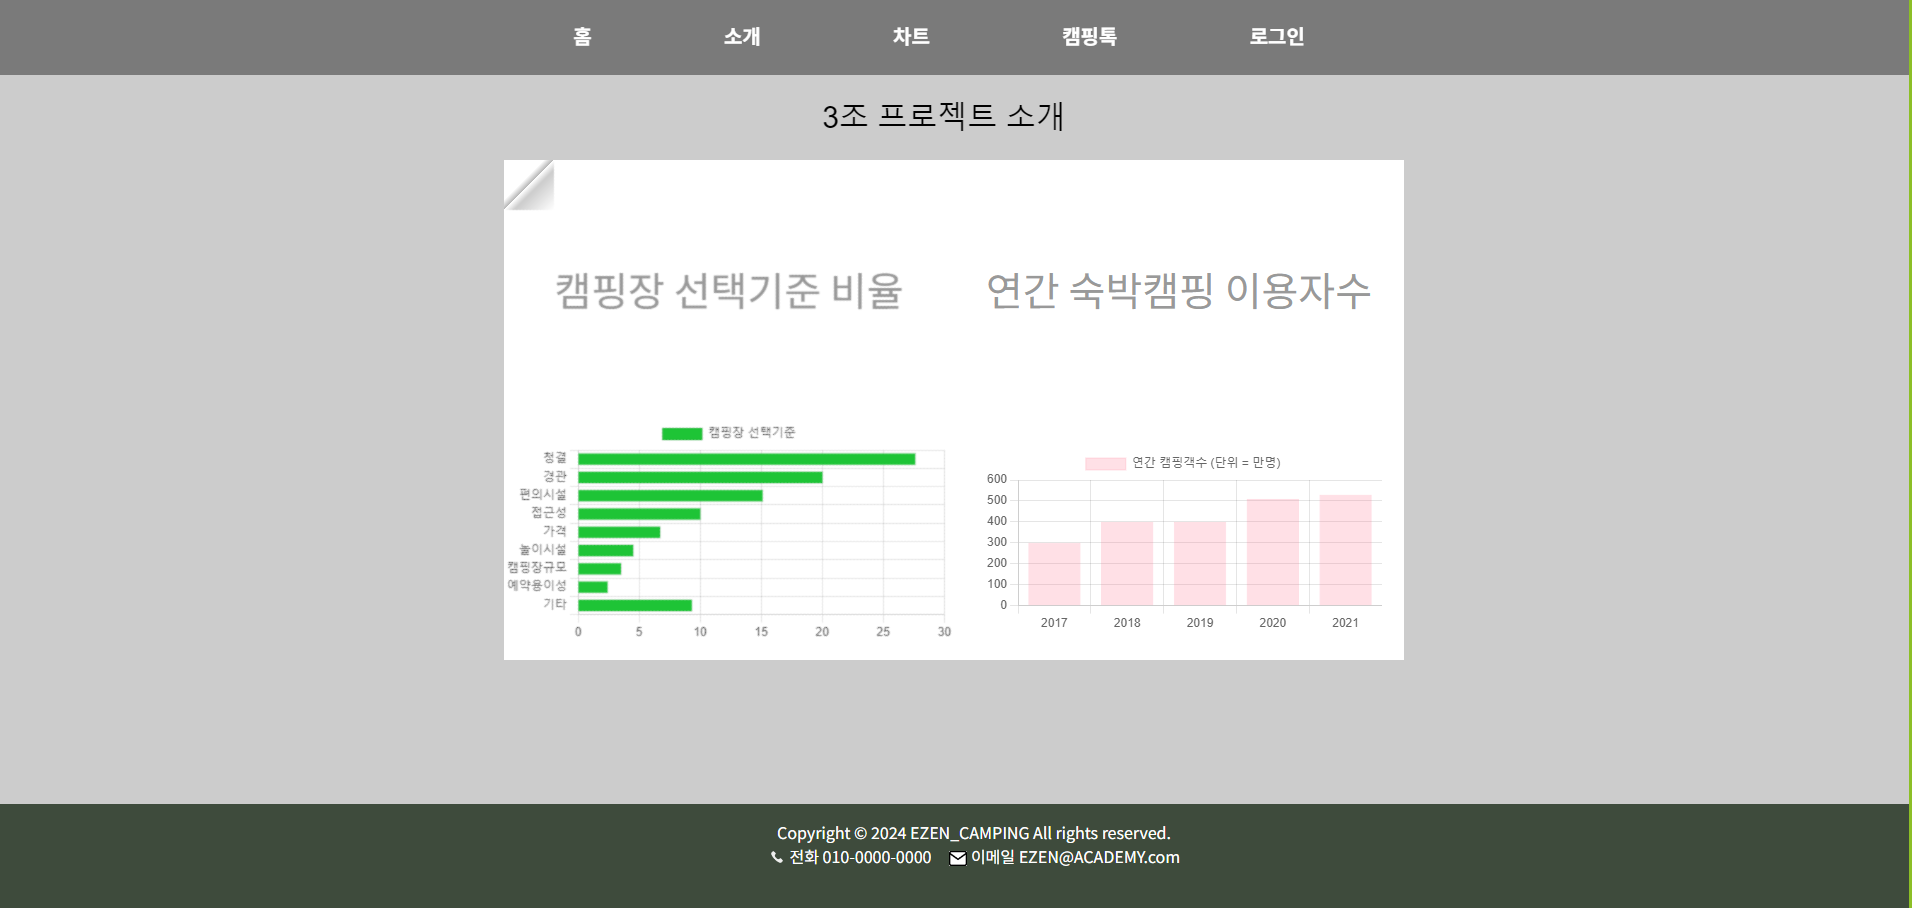 홈 소개 차트 캠핑톡 로그인
3조 프로젝트 소개
캠핑장 선택기준 비율
연간 숙박캠핑 이용자수
캠핑장 선택기준
청결
경관
편의시설
접근성
가격
놀이시설
캠핑장규모
예약용이성
기타
0 5 10 15 20 25 30
연간 캠핑객수 (단위 = 만명)
600
500
400
300
200
100
0
2017 2018 2019 2020 2021
Copyright © 2024 EZEN_CAMPING All rights reserved.
전화 010-0000-0000 이메일 EZEN@ACADEMY.com